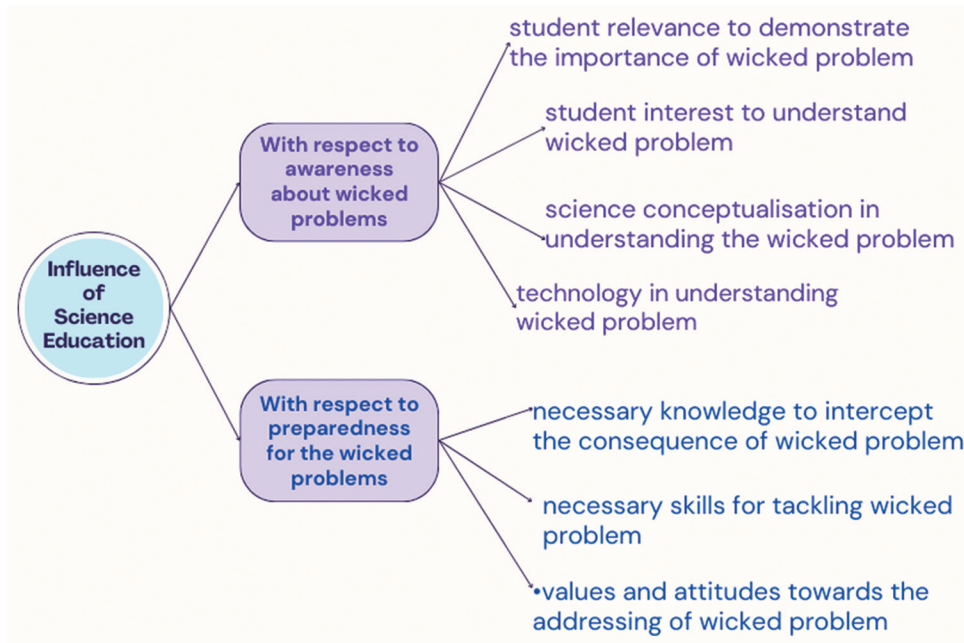 Influence
of
Science
Education
With respect to
awareness
about wicked
problems
student relevance to demonstrate
the importance of wicked problem
student interest to understand
wicked problem
science conceptualisation in
understanding the wicked problem
technology in understanding
wicked problem
With respect to
preparedness
for the wicked
problems
necessary knowledge to intercept
the consequence of wicked problem
necessary skills for tackling wicked
problem
•values and attitudes towards the
addressing of wicked problem